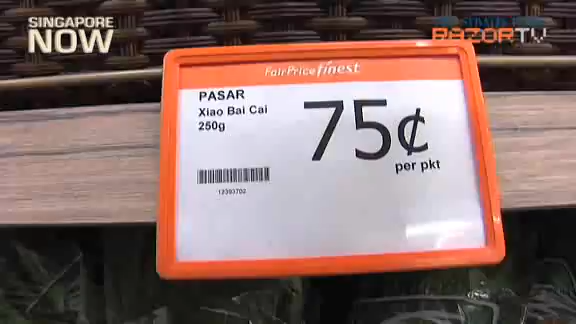 SINGAPORE
NOW
RAZORTV
FairPrice finest
PASAR
Xiao Bai Cai
250g
75¢
per pkt
12393702